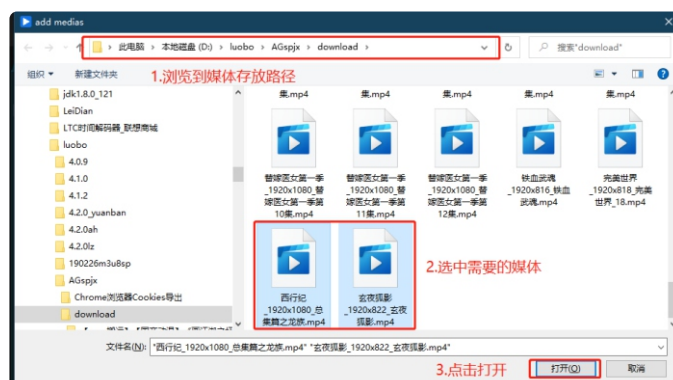 add medias
此电脑 › 本地磁盘 (D:) › luobo › AGspjx › download ›
搜索"download"
组织 新建文件夹
1.浏览到媒体存放路径
jdk1.8.0_121
LeiDian
LTC时间解码器_联想商城
luobo
4.0.9
4.1.0
4.1.2
4.2.0_yuanban
4.2.0ah
4.2.0lz
190226m3u8sp
AGspjx
Chrome浏览器Cookies导出
download
集.mp4
集.mp4
集.mp4
集.mp4
集.mp4
替嫁医女第一季
_1920x1080_替
嫁医女第一季第
10集.mp4
替嫁医女第一季
_1920x1080_替
嫁医女第一季第
11集.mp4
替嫁医女第一季
_1920x1080_替
嫁医女第一季第
12集.mp4
铁血武魂
_1920x816_铁血
武魂.mp4
完美世界
_1920x818_完美
世界_18.mp4
西行纪
_1920x1080_总
集篇之龙族.mp4
玄夜狐影
_1920x822_玄夜
狐影.mp4
2.选中需要的媒体
文件名(N): "西行纪_1920x1080_总集篇之龙族.mp4" "玄夜狐影_1920x822_玄夜狐影.mp4"
3.点击打开
打开(O)
取消